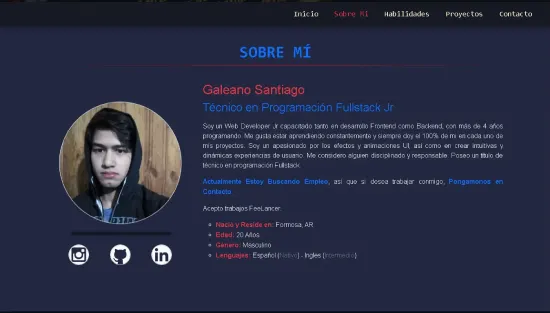 Inicio Sobre Mí Habilidades Proyectos Contacto
SOBRE MÍ
Galeano Santiago
Técnico en Programación Fullstack Jr
Soy un Web Developer Jr capacitado tanto en desarrollo Frontend como Backend, con más de 4 años
programando. Me gusta estar aprendiendo constantemente y siempre doy el 100% de mi en cada uno de
mis proyectos. Soy un apasionado por los efectos y animaciones UI, así como en crear intuitivas y
dinámicas experiencias de usuario. Me considero alguien disciplinado y responsable. Poseo un título de
técnico en programación Fullstack.
Actualmente Estoy Buscando Empleo, así que si desea trabajar conmigo, Pongamonos en
Contacto
Acepto trabajos FeeLancer.
Nacio y Reside en: Formosa, AR
Edad: 20 Años
Género: Masculino
Lenguajes: Español (Nativo) - Ingles (Intermedio)